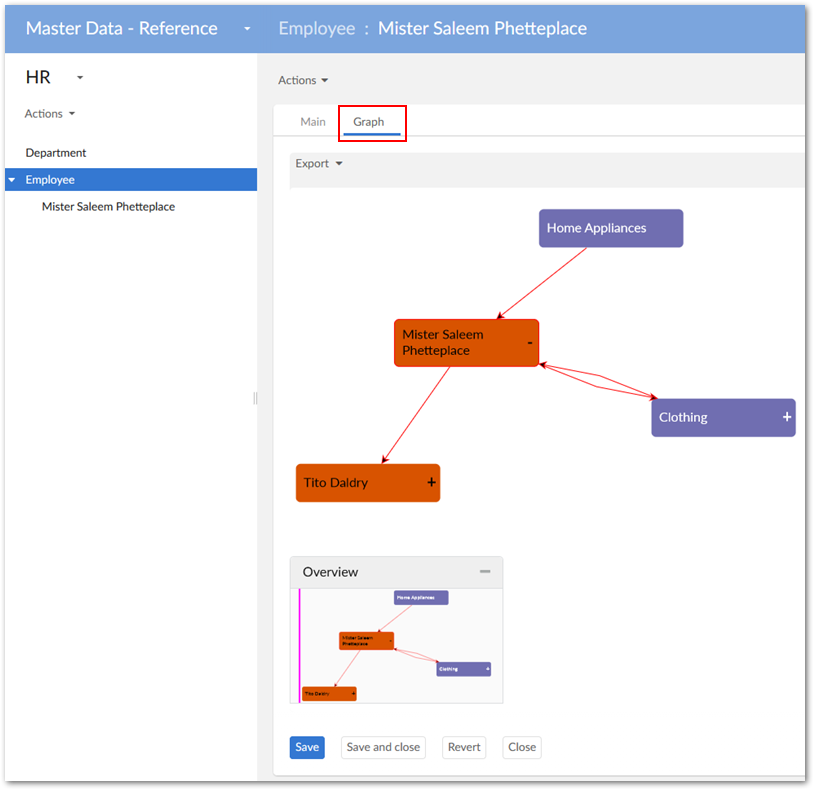 Master Data - Reference
Employee : Mister Saleem Phetteplace
HR
Actions
Department
Employee
Mister Saleem Phetteplace
Actions
Main
Graph
Export
Home Appliances
Mister Saleem
Phetteplace
-
Clothing
+
Tito Daldry
+
Overview
Home Appliances
Mister Saleem
Phetteplace
-
Clothing
+
Tito Daldry
+
Save
Save and close
Revert
Close